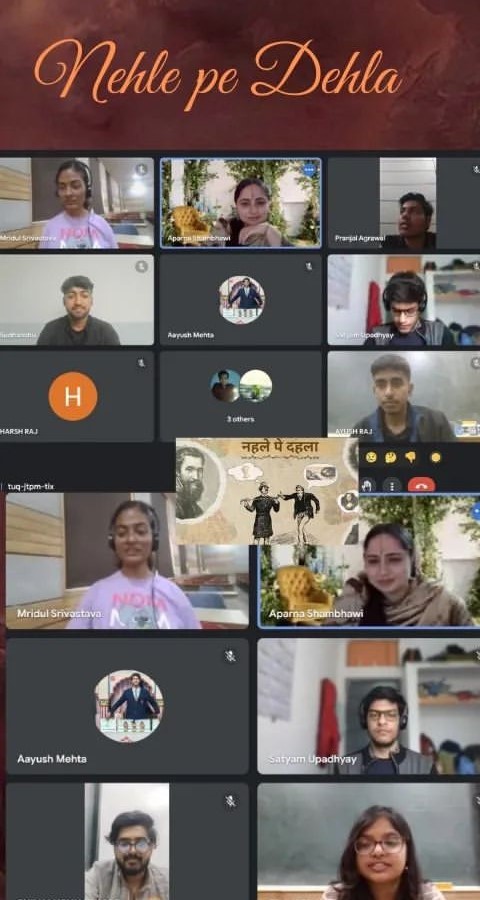 Nehle pe Dehla
Mridul Srivastava
Aparna Shambhawi
Pranjal Agrawal
Sudhanshu
Aayush Mehta
Satyam Upadhyay
H
HARSH RAJ
3 others
AYUSH RAJ
नहले पे दहला
tuq-jtpm-tix
Mridul Srivastava
Aparna Shambhawi
Aayush Mehta
Satyam Upadhyay